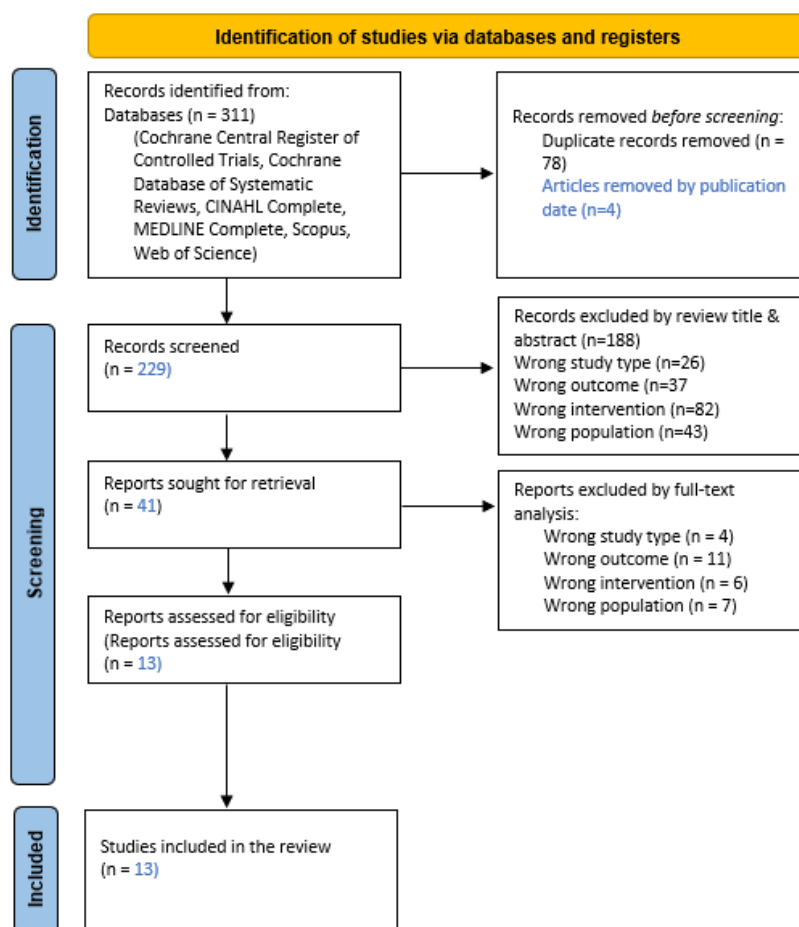 Identification of studies via databases and registers
Identification
Records identified from:
Databases (n = 311)
(Cochrane Central Register of
Controlled Trials, Cochrane
Database of Systematic
Reviews, CINAHL Complete,
MEDLINE Complete, Scopus,
Web of Science)
Records removed before screening:
Duplicate records removed (n =
78)
Articles removed by publication
date (n=4)
Screening
Records screened
(n = 229)
Records excluded by review title &
abstract (n=188)
Wrong study type (n=26)
Wrong outcome (n=37
Wrong intervention (n=82)
Wrong population (n=43)
Reports sought for retrieval
(n = 41)
Reports excluded by full-text
analysis:
Wrong study type (n = 4)
Wrong outcome (n = 11)
Wrong intervention (n = 6)
Wrong population (n = 7)
Reports assessed for eligibility
(Reports assessed for eligibility
(n = 13)
Included
Studies included in the review
(n = 13)